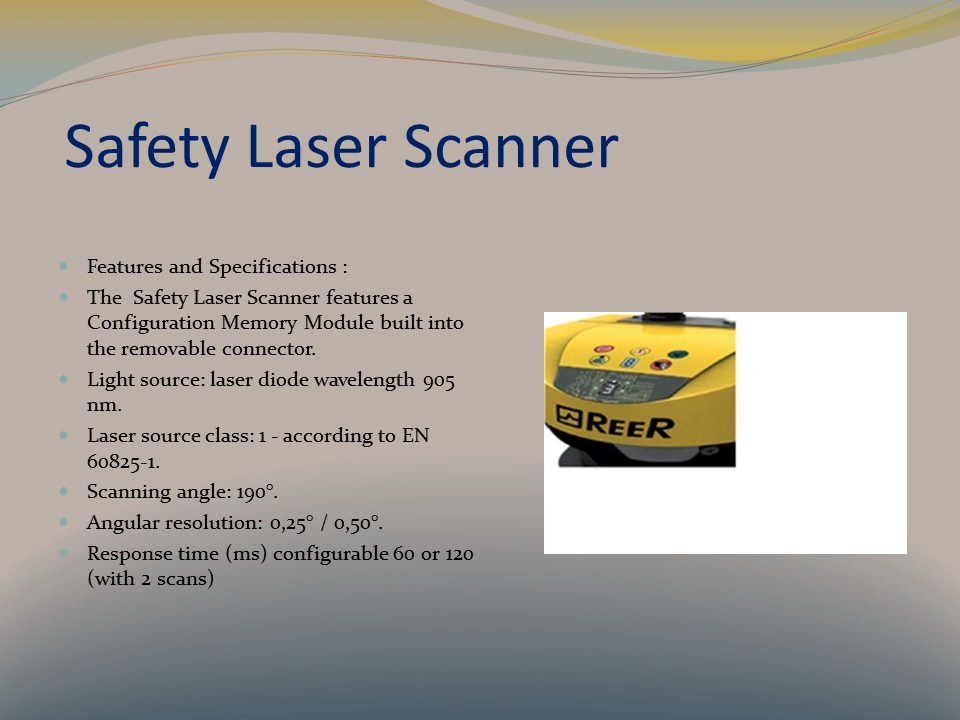 Safety Laser Scanner
Features and Specifications :
The  Safety Laser Scanner features a
Configuration Memory Module built into
the removable connector.
Light source: laser diode wavelength  905
nm.
Laser source class: 1 - according to EN
60825-1.
Scanning angle: 190°.
Angular resolution: 0,25° / 0,50°.
Response time (ms) configurable 60 or 120
(with 2 scans)
REER